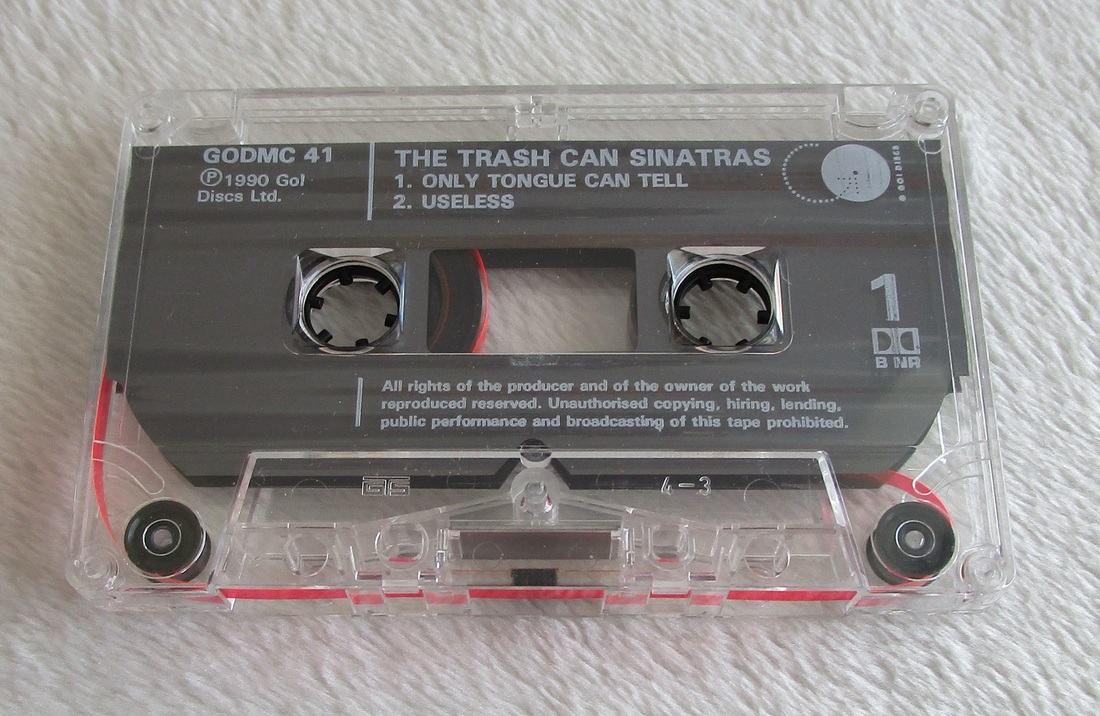 GODMC 41
Ⓟ 1990 Go!
Discs Ltd.
THE TRASH CAN SINATRAS
1. ONLY TONGUE CAN TELL
2. USELESS
GO! DISCS
1
B NR
All rights of the producer and of the owner of the work
reproduced reserved. Unauthorised copying, hiring, lending,
public performance and broadcasting of this tape prohibited.
4-3